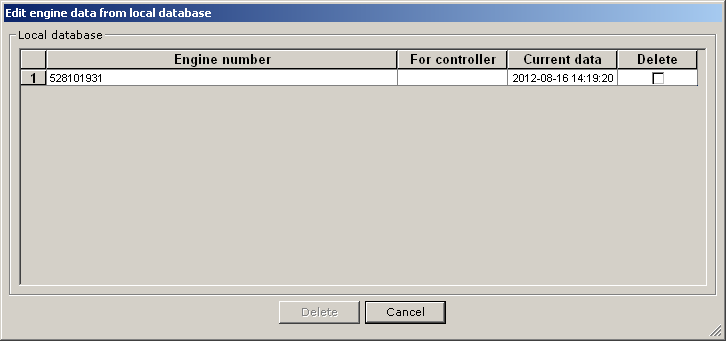 Edit engine data from local database
Local database
Engine number For controller Current data Delete
1 528101931 2012-08-16 14:19:20
Delete Cancel